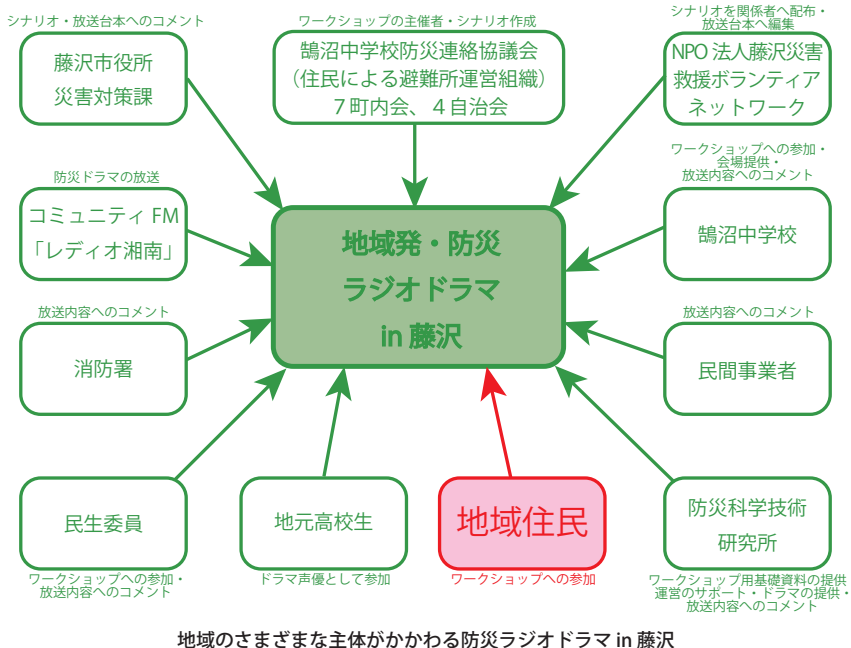 シナリオ・放送台本へのコメント
藤沢市役所
災害対策課
ワークショップの主催者・シナリオ作成
鵠沼中学校防災連絡協議会
（住民による避難所運営組織）
７町内会、４自治会
シナリオを関係者へ配布・
放送台本へ編集
NPO 法人藤沢災害
救援ボランティア
ネットワーク
防災ドラマの放送
コミュニティ FM
「レディオ湘南」
地域発・防災
ラジオドラマ
in 藤沢
ワークショップへの参加・
会場提供・
放送内容へのコメント
鵠沼中学校
放送内容へのコメント
消防署
放送内容へのコメント
民間事業者
民生委員
ワークショップへの参加・
放送内容へのコメント
地元高校生
ドラマ声優として参加
地域住民
ワークショップへの参加
防災科学技術
研究所
ワークショップ用基礎資料の提供
運営のサポート・ドラマの提供・
放送内容へのコメント
地域のさまざまな主体がかかわる防災ラジオドラマ in 藤沢